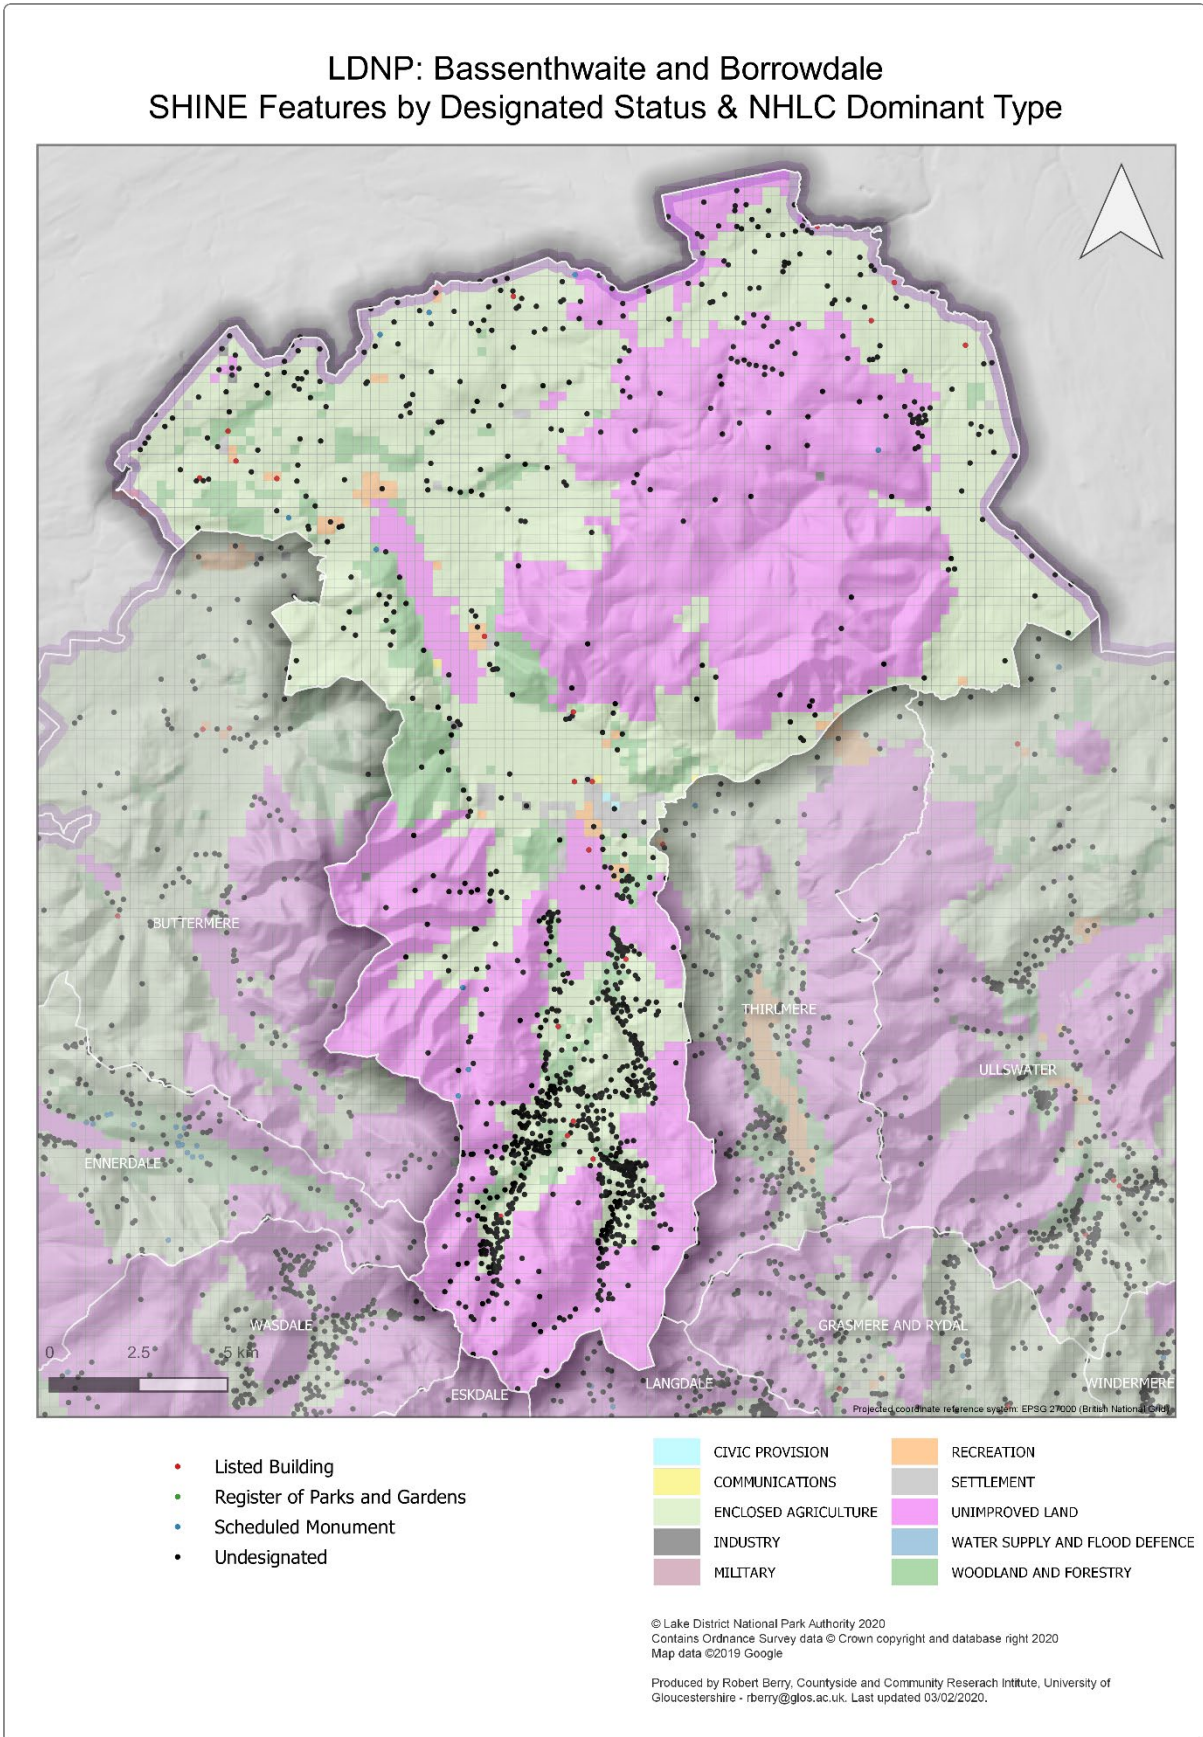 LDNP: Bassenthwaite and Borrowdale
SHINE Features by Designated Status & NHLC Dominant Type
BUTTERMERE
THIRLMERE
ULLSWATER
ENNERDALE
WASDALE
GRASMERE AND RYDAL
0 2.5 5 km
ESKDALE
LANGDALE
WINDERMERE
Projected coordinate reference system: EPSG 27000 (British National Grid)
Listed Building
Register of Parks and Gardens
Scheduled Monument
Undesignated
CIVIC PROVISION
COMMUNICATIONS
ENCLOSED AGRICULTURE
INDUSTRY
MILITARY
RECREATION
SETTLEMENT
UNIMPROVED LAND
WATER SUPPLY AND FLOOD DEFENCE
WOODLAND AND FORESTRY
© Lake District National Park Authority 2020
Contains Ordnance Survey data © Crown copyright and database right 2020
Map data ©2019 Google
Produced by Robert Berry, Countyside and Community Reserach Intitute, University of
Gloucestershire - rberry@glos.ac.uk. Last updated 03/02/2020.